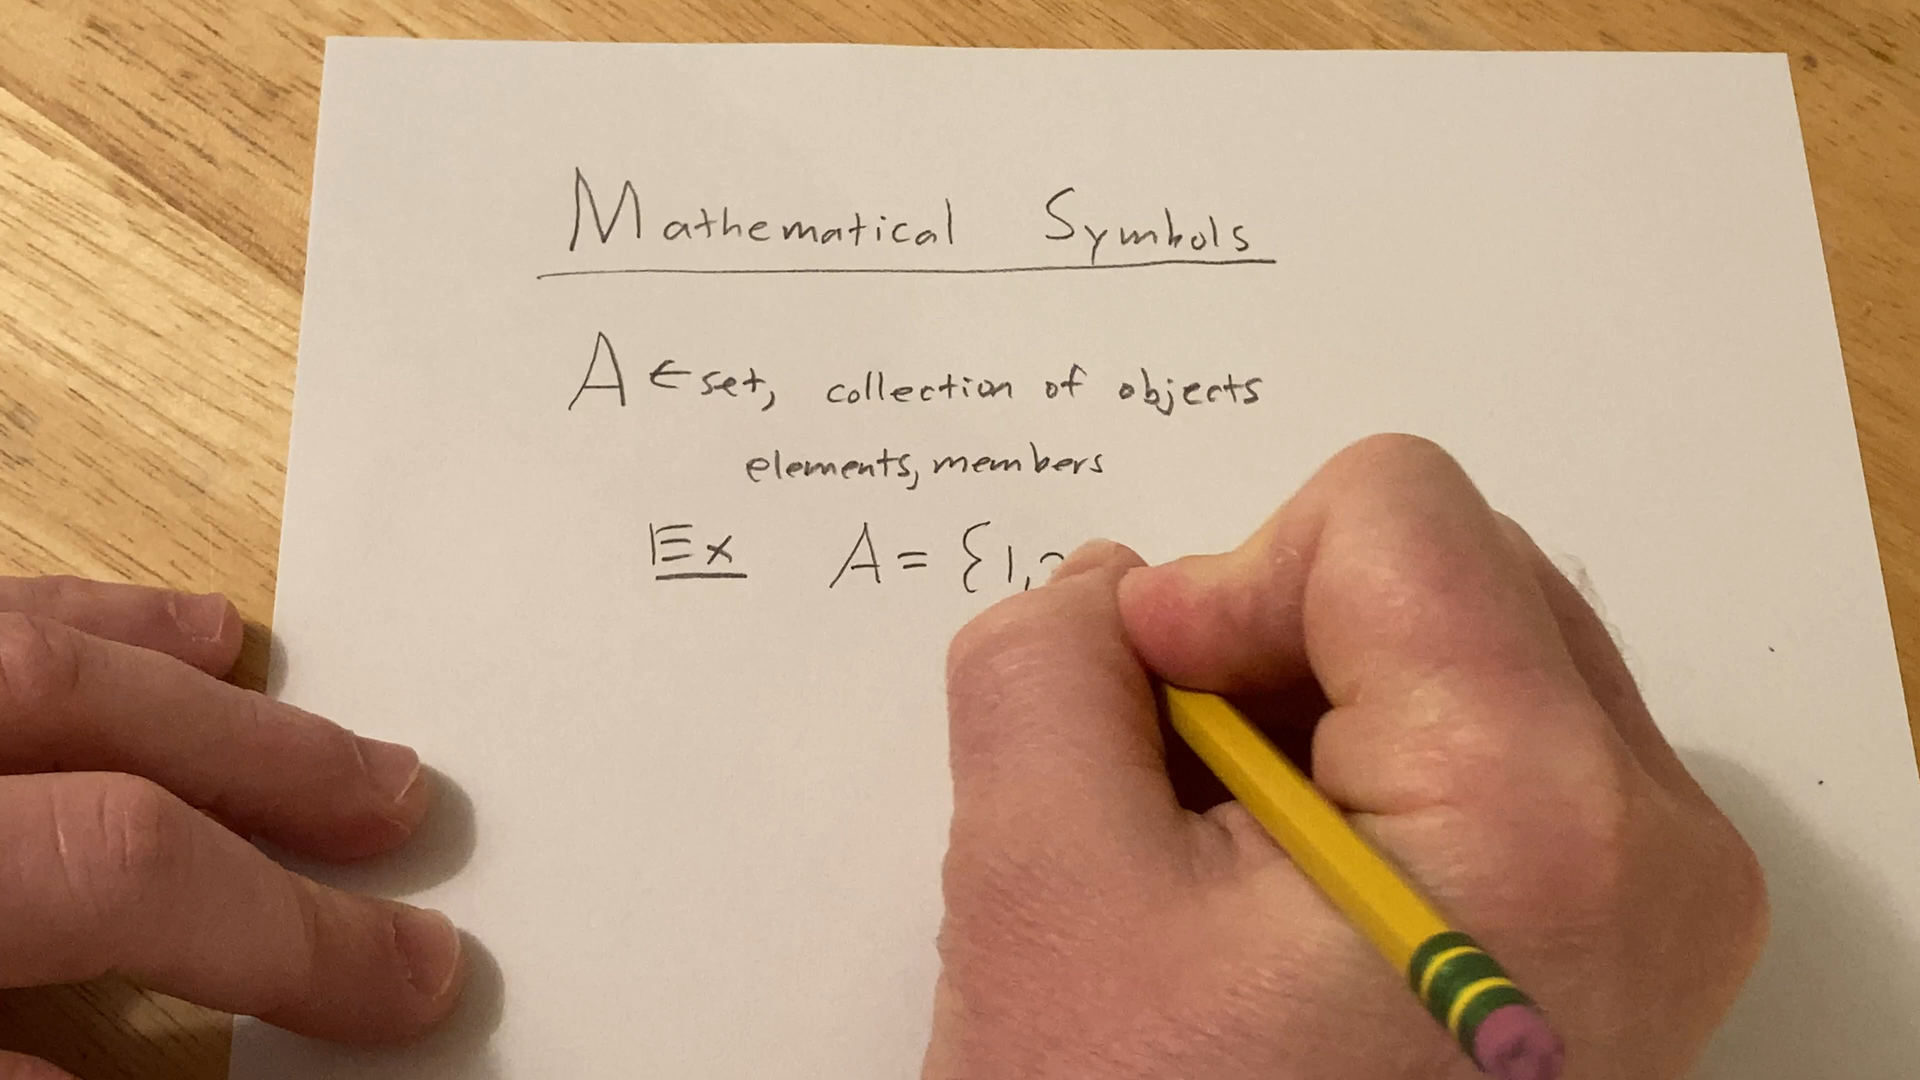 Mathematical Symbols
A ← set, collection of objects
elements, members
Ex A = {1,